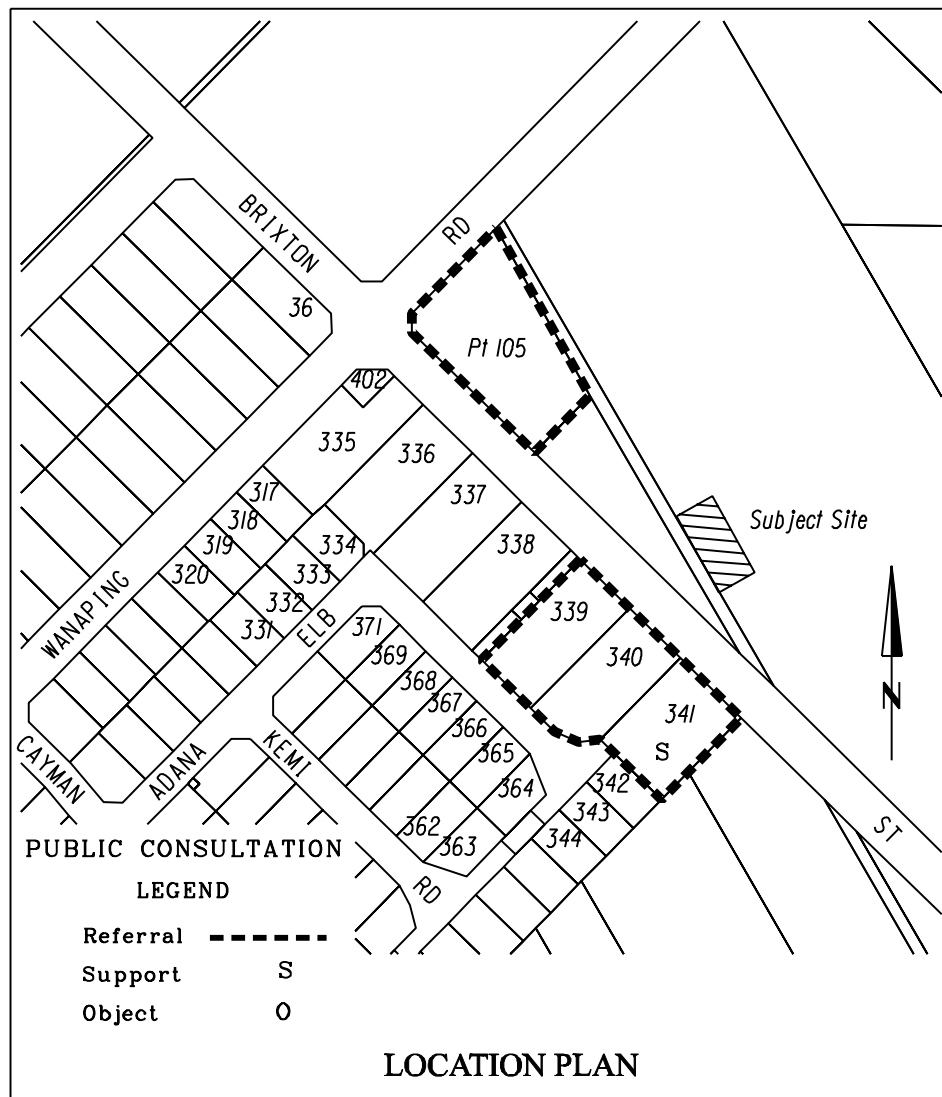 BRIXTON
RD
36
Pt 105
402
335
336
317
337
318
Subject Site
319
334
338
320
333
WANAPING
332
339
331
ELB
371
369
340
368
367
N
341
366
S
365
KEMI
ADANA
CAYMAN
364
342
343
362
ST
344
363
PUBLIC CONSULTATION
RD
LEGEND
Referral
Support S
Object O
LOCATION PLAN